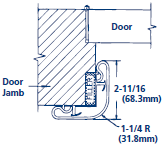 Door
Door
Jamb
2-11/16
(68.3mm)
1-1/4 R
(31.8mm)